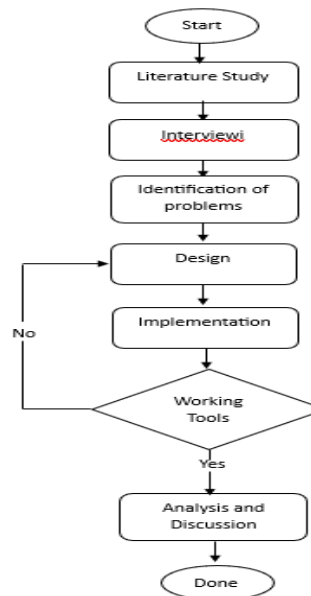 Start
Literature Study
Interviewi
Identification of
problems
Design
Implementation
No
Working
Tools
Yes
Analysis and
Discussion
Done